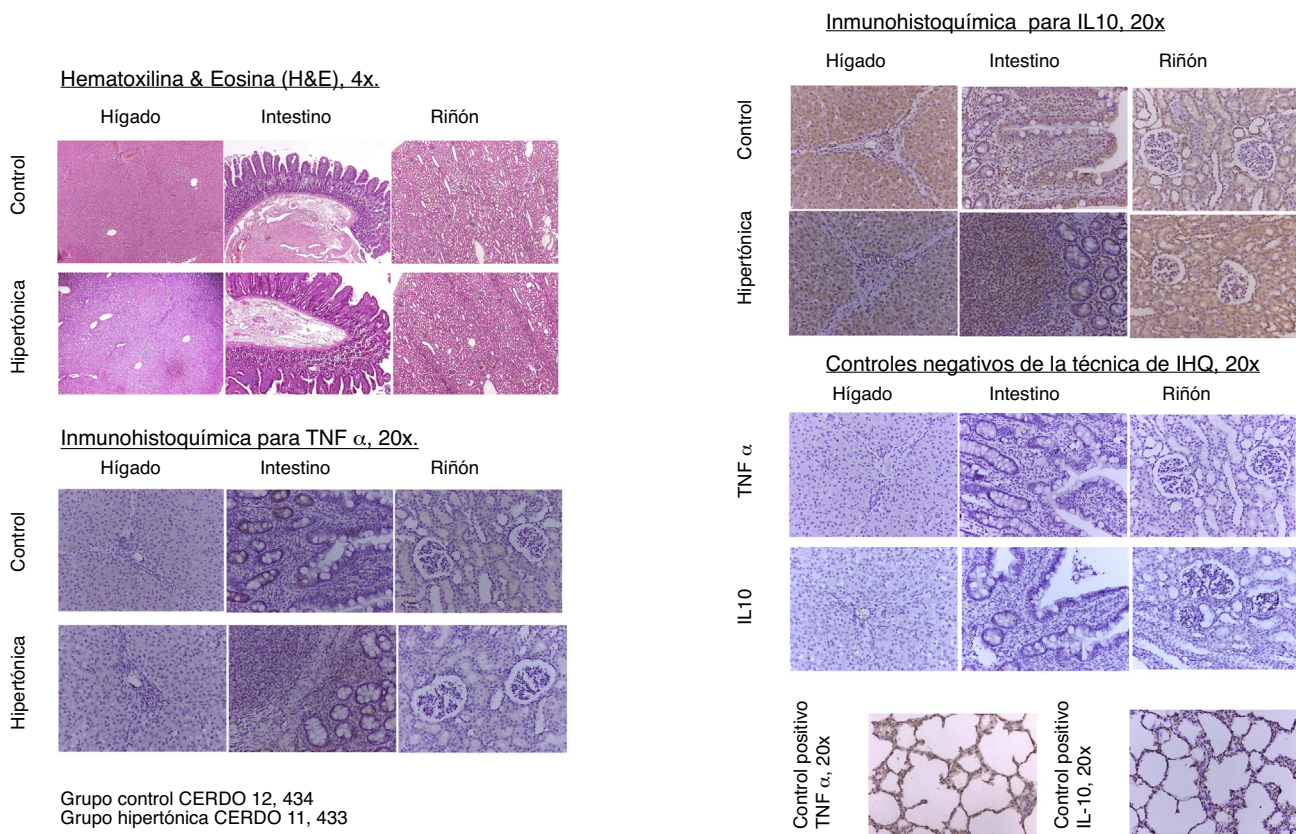 Hematoxilina & Eosina (H&E), 4x.
Hígado Intestino Riñón
Control
Hipertónica
Inmunohistoquímica para TNF α, 20x.
Hígado Intestino Riñón
Control
Hipertónica
Grupo control CERDO 12, 434
Grupo hipertónica CERDO 11, 433
Inmunohistoquímica para IL10, 20x
Hígado Intestino Riñón
Control
Hipertónica
Controles negativos de la técnica de IHQ, 20x
Hígado Intestino Riñón
TNF α
IL10
Control positivo
TNF α, 20x
Control positivo
IL-10, 20x